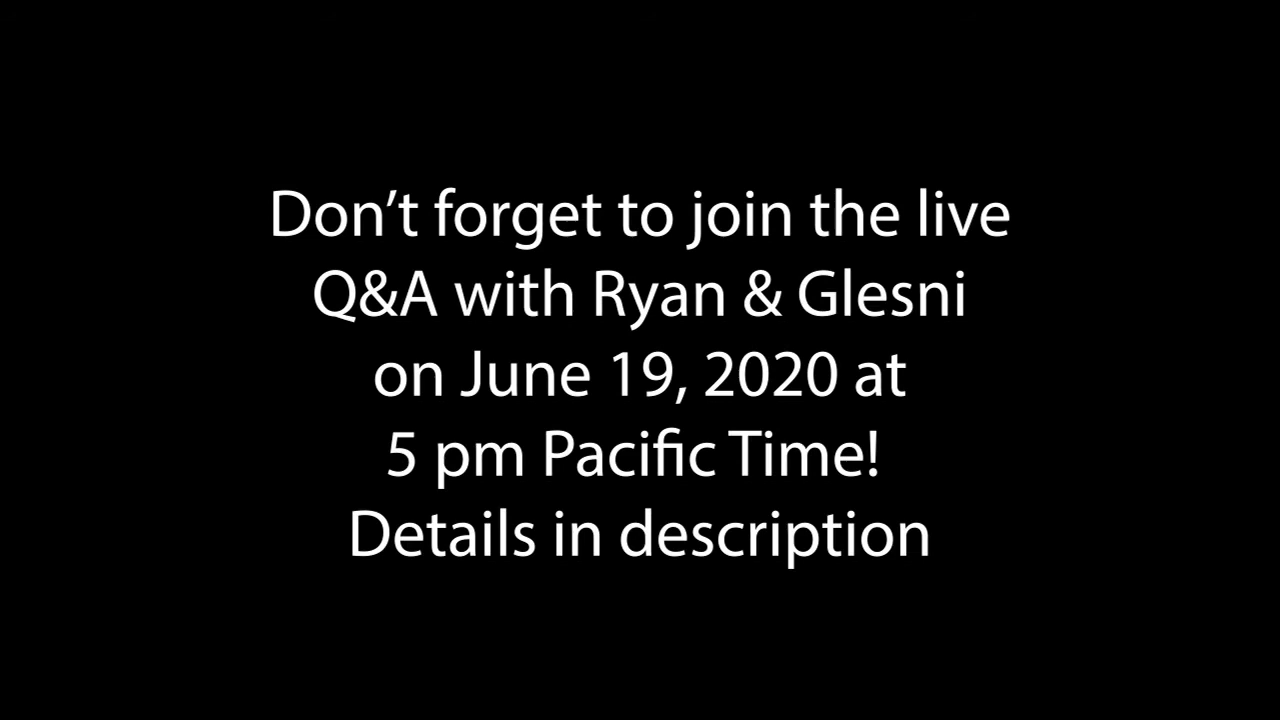 Don’t forget to join the live
Q&A with Ryan & Glesni
on June 19, 2020 at
5 pm Pacific Time!
Details in description